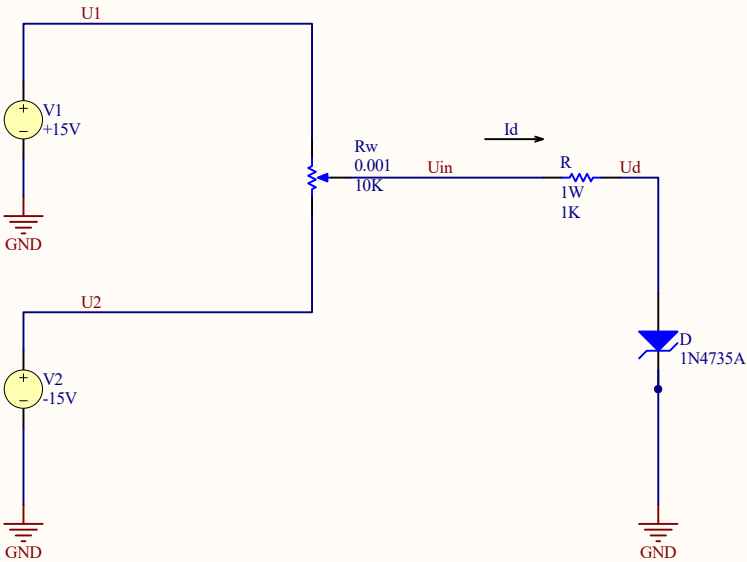 U1
V1
+15V
GND
Rw
0.001
10K
Uin
Id
R
1W
1K
Ud
U2
V2
-15V
GND
D
1N4735A
GND